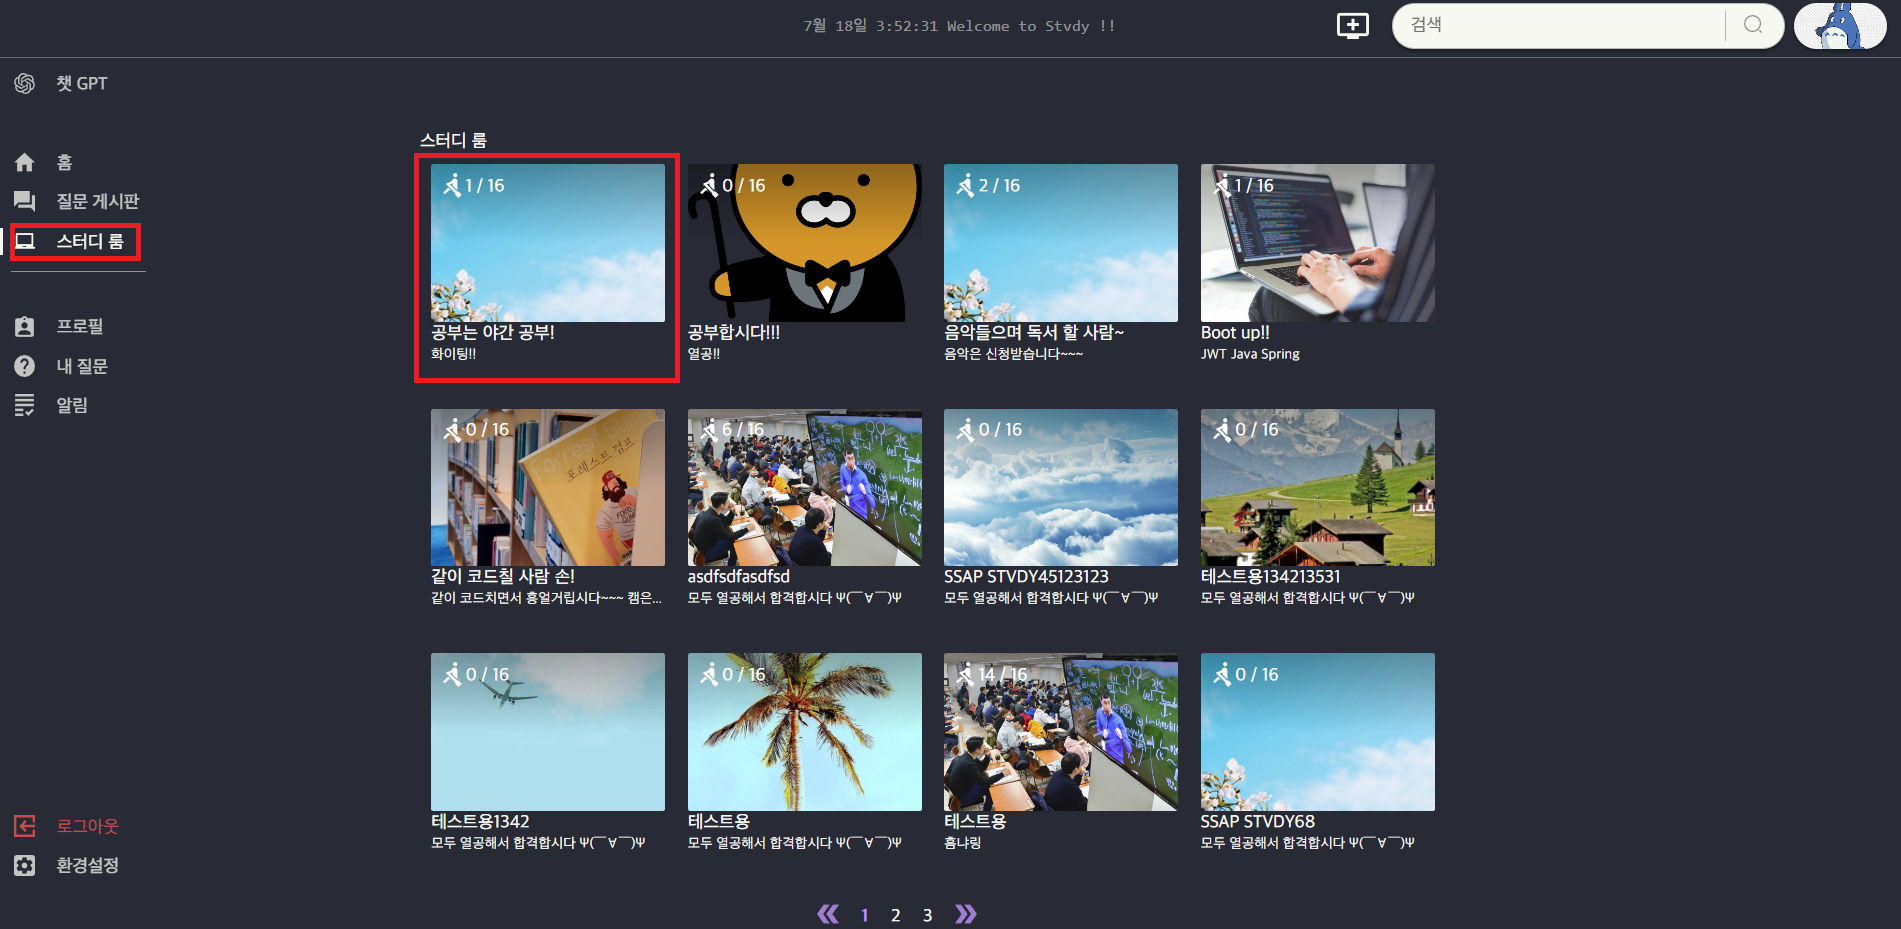 7월 18일 3:52:31 Welcome to Stvdy !!
검색
챗 GPT
홈
질문 게시판
스터디 룸
프로필
내 질문
알림
로그아웃
환경설정
스터디 룸
1 / 16
공부는 야간 공부!
화이팅!!
0 / 16
공부합시다!!!
열공!!
2 / 16
음악들으며 독서 할 사람~
음악은 신청받습니다~~~
1 / 16
Boot up!!
JWT Java Spring
0 / 16
포레스트 검프
같이 코드칠 사람 손!
같이 코드치면서 흥얼거립시다~~~ 캠은...
6 / 16
asdfsdfasdfsd
모두 열공해서 합격합시다 Ψ(￣∀￣)Ψ
0 / 16
SSAP STVDY45123123
모두 열공해서 합격합시다 Ψ(￣∀￣)Ψ
0 / 16
테스트용134213531
모두 열공해서 합격합시다 Ψ(￣∀￣)Ψ
0 / 16
테스트용1342
모두 열공해서 합격합시다 Ψ(￣∀￣)Ψ
0 / 16
테스트용
모두 열공해서 합격합시다 Ψ(￣∀￣)Ψ
14 / 16
테스트용
홈냐링
0 / 16
SSAP STVDY68
모두 열공해서 합격합시다 Ψ(￣∀￣)Ψ
1 2 3